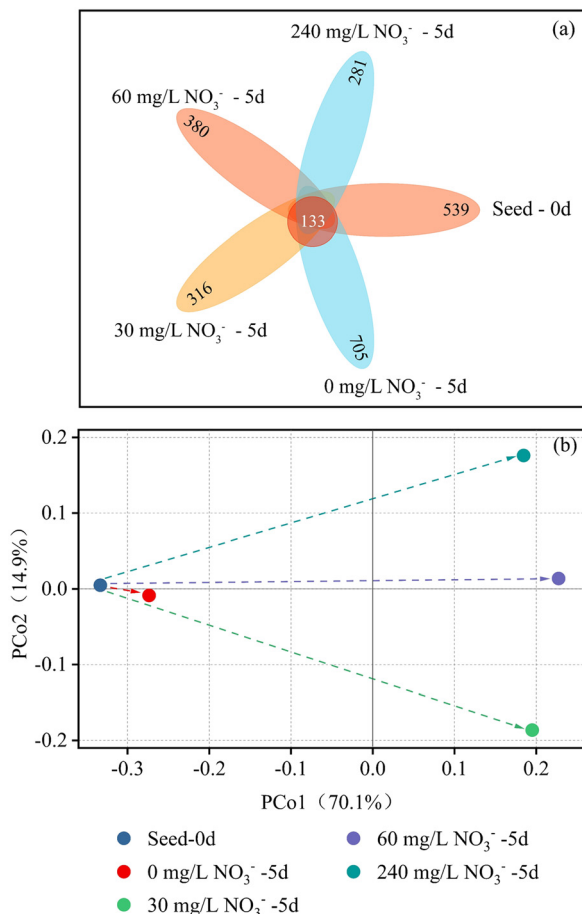 (a)
240 mg/L NO₃⁻ - 5d
281
60 mg/L NO₃⁻ - 5d
380
539
Seed - 0d
133
316
30 mg/L NO₃⁻ - 5d
705
0 mg/L NO₃⁻ - 5d
(b)
0.2
0.1
0.0
-0.1
-0.2
PCo2（14.9%）
-0.3 -0.2 -0.1 0.0 0.1 0.2
PCo1（70.1%）
Seed-0d 60 mg/L NO₃⁻ -5d
0 mg/L NO₃⁻ -5d 240 mg/L NO₃⁻ -5d
30 mg/L NO₃⁻ -5d